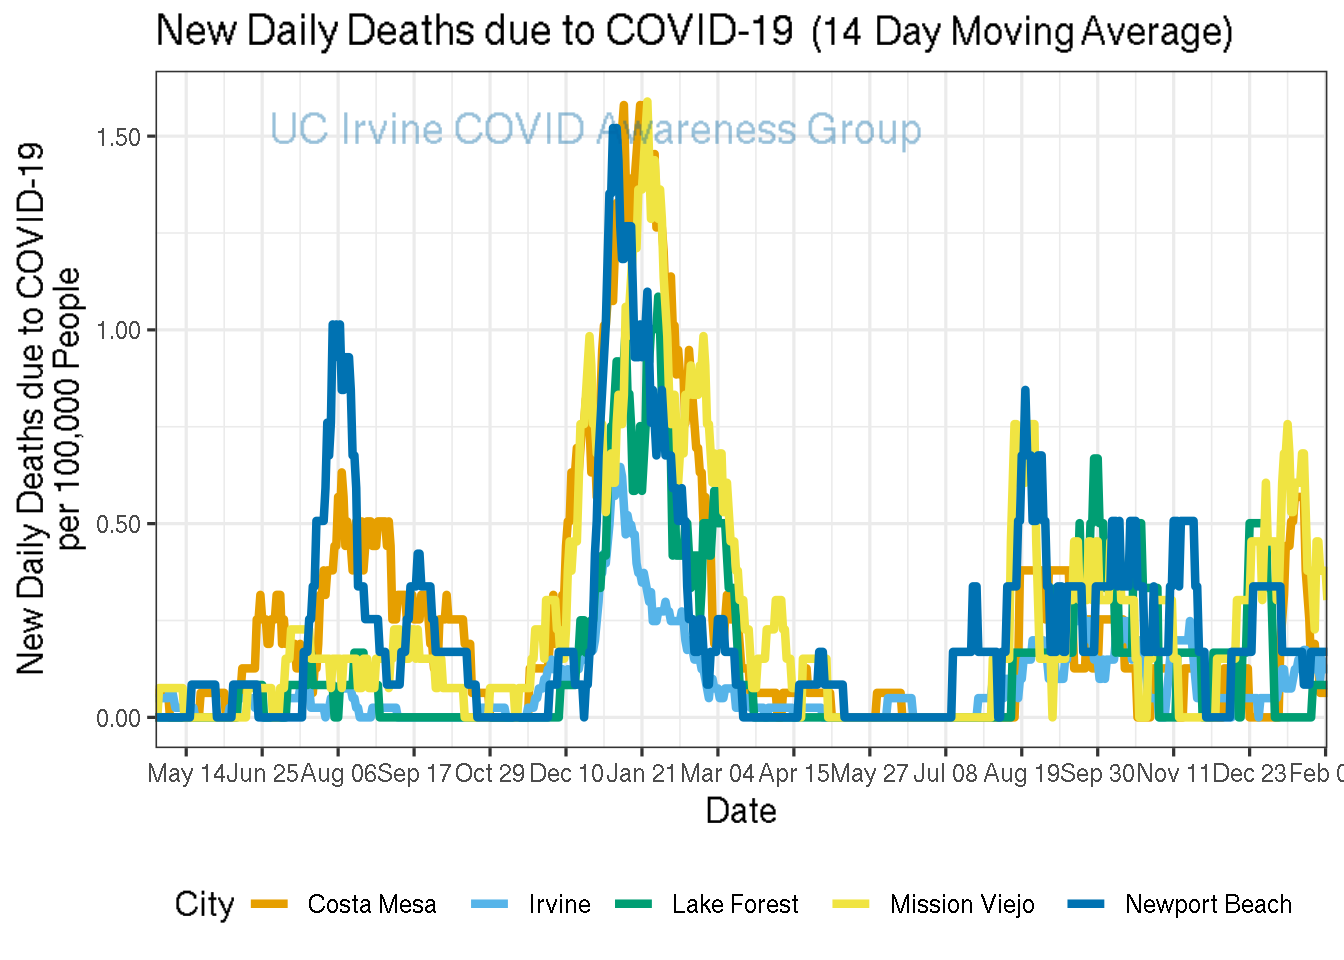 New Daily Deaths due to COVID-19 (14 Day Moving Average)
UC Irvine COVID Awareness Group
New Daily Deaths due to COVID-19
per 100,000 People
1.50
1.00
0.50
0.00
May 14 Jun 25 Aug 06 Sep 17 Oct 29 Dec 10 Jan 21 Mar 04 Apr 15 May 27 Jul 08 Aug 19 Sep 30 Nov 11 Dec 23 Feb 0
Date
City Costa Mesa Irvine Lake Forest Mission Viejo Newport Beach